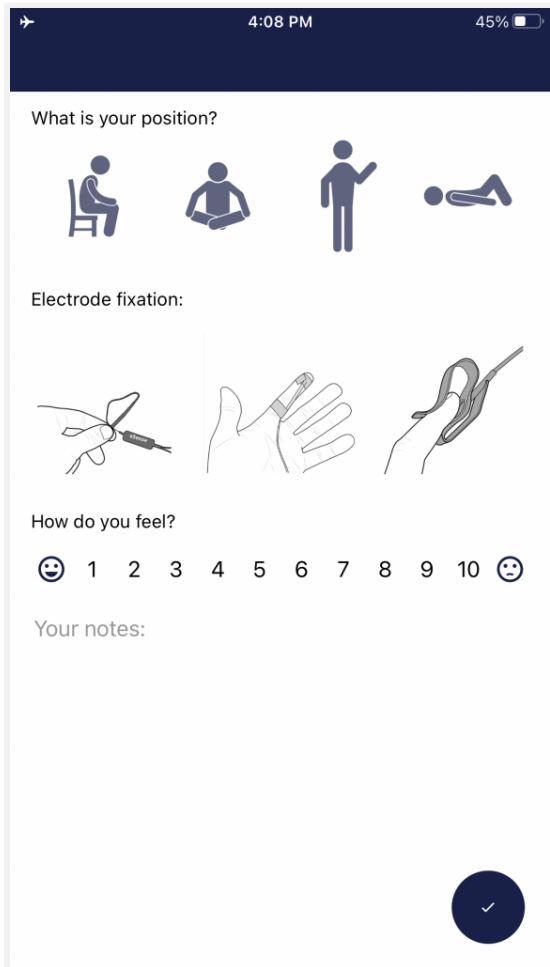 4:08 PM 45%
What is your position?
Electrode fixation:
How do you feel?
1 2 3 4 5 6 7 8 9 10
Your notes: